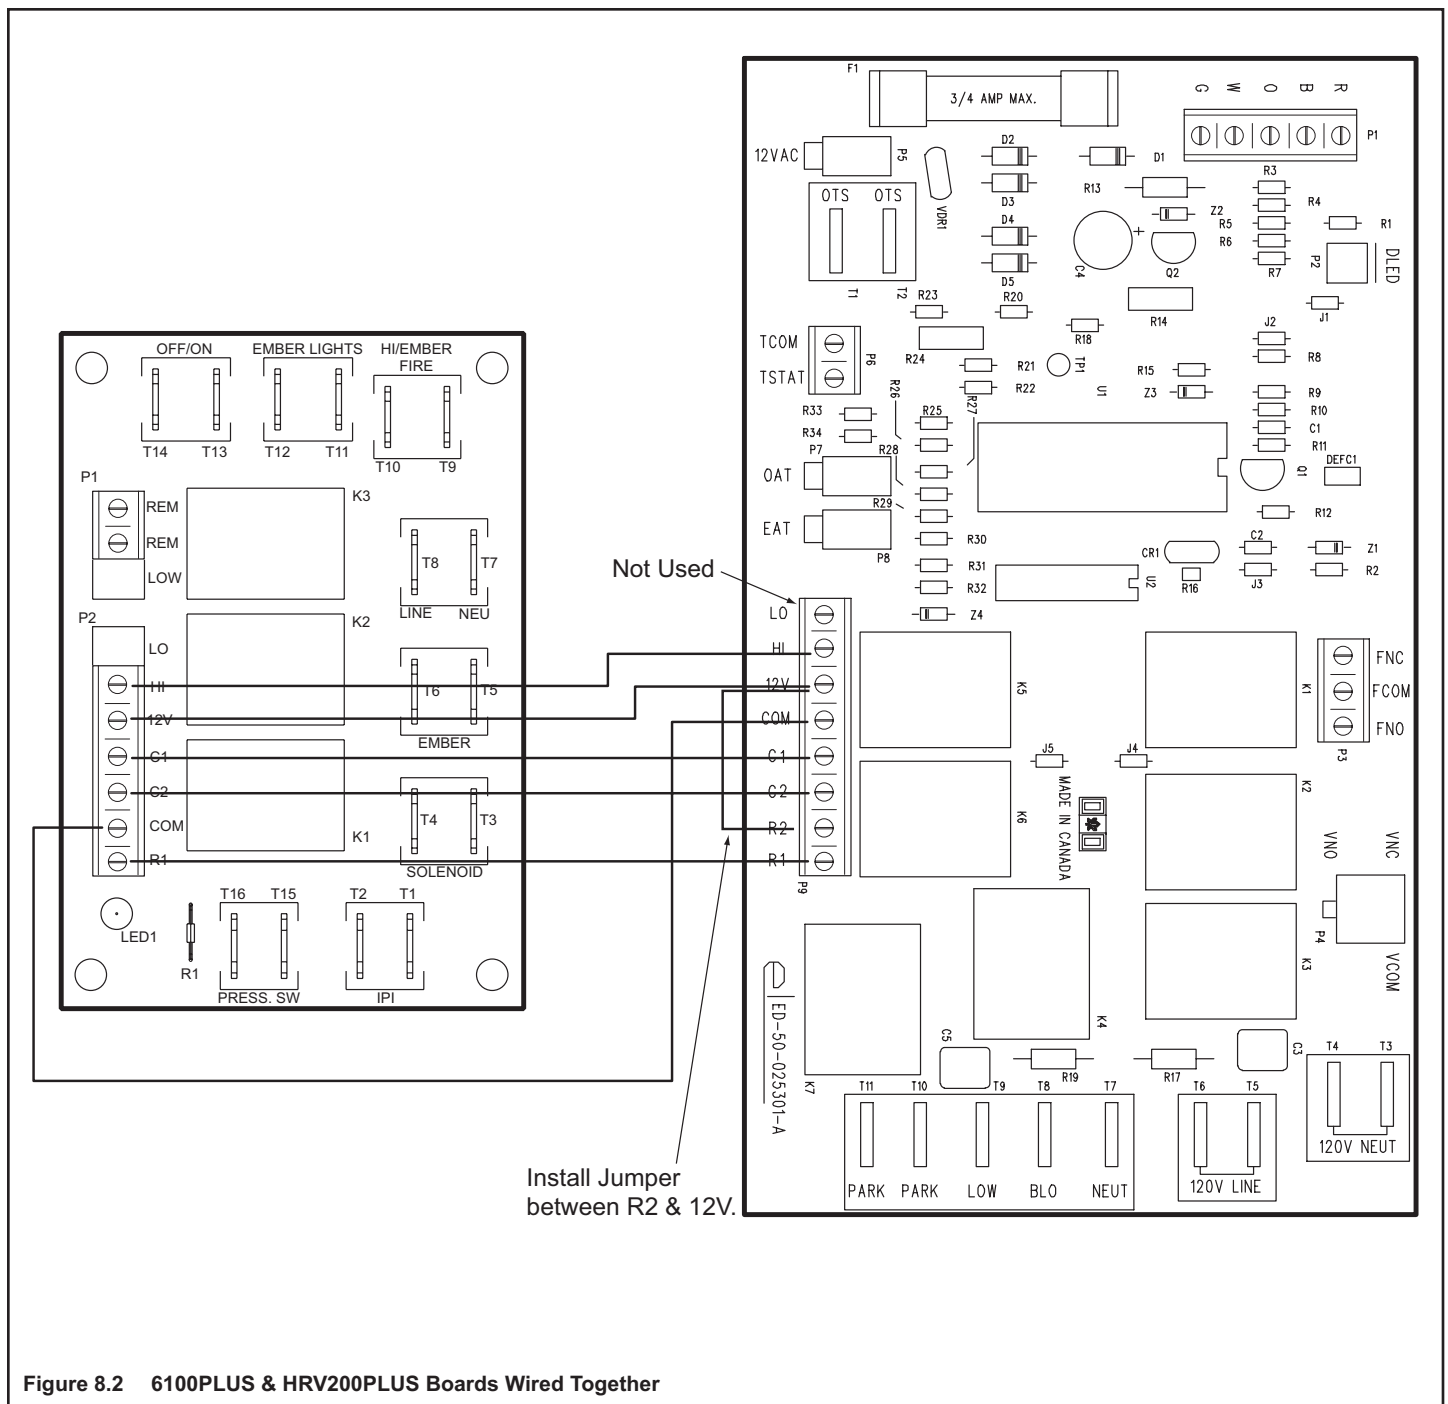 OFF/ON
EMBER LIGHTS
HI/EMBER
FIRE
T14
T13
T12
T11
T10
T9
P1
REM
REM
LOW
K3
T8
T7
LINE
NEU
P2
LO
HI
12V
C1
C2
COM
R1
K2
T6
T5
EMBER
K1
T4
T3
SOLENOID
LED1
R1
T16
T15
PRESS. SW
T2
T1
IPI
Not Used
Install Jumper
between R2 & 12V.
F1
3/4 AMP MAX.
G W O B R
P1
12VAC
P5
OTS
OTS
T1
T2
VDR1
D2
D3
D4
D5
D1
R13
Z2
C4
+
Q2
R3
R4
R5
R6
R7
R1
P2
DLED
J1
R23
R20
R14
R18
R24
TCOM
TSTAT
P6
R21
R22
TP1
U1
R15
Z3
J2
R8
R9
R10
C1
R11
R26
R25
R27
R33
R34
P7
R28
OAT
R29
EAT
P8
R30
R31
R32
Z4
Q1
DEFC1
R12
CR1
R16
U2
C2
J3
Z1
R2
LO
HI
12V
COM
C1
C2
R2
R1
P9
K5
K1
FNC
FCOM
FNO
P3
J5
J4
K6
MADE IN CANADA
K2
VNO
VNC
P4
VCOM
K3
K4
K7
ED-50-025301-A
C5
R19
R17
C3
T11
T10
T9
T8
T7
PARK
PARK
LOW
BLO
NEUT
T6
T5
120V LINE
T4
T3
120V NEUT
Figure 8.2 6100PLUS & HRV200PLUS Boards Wired Together